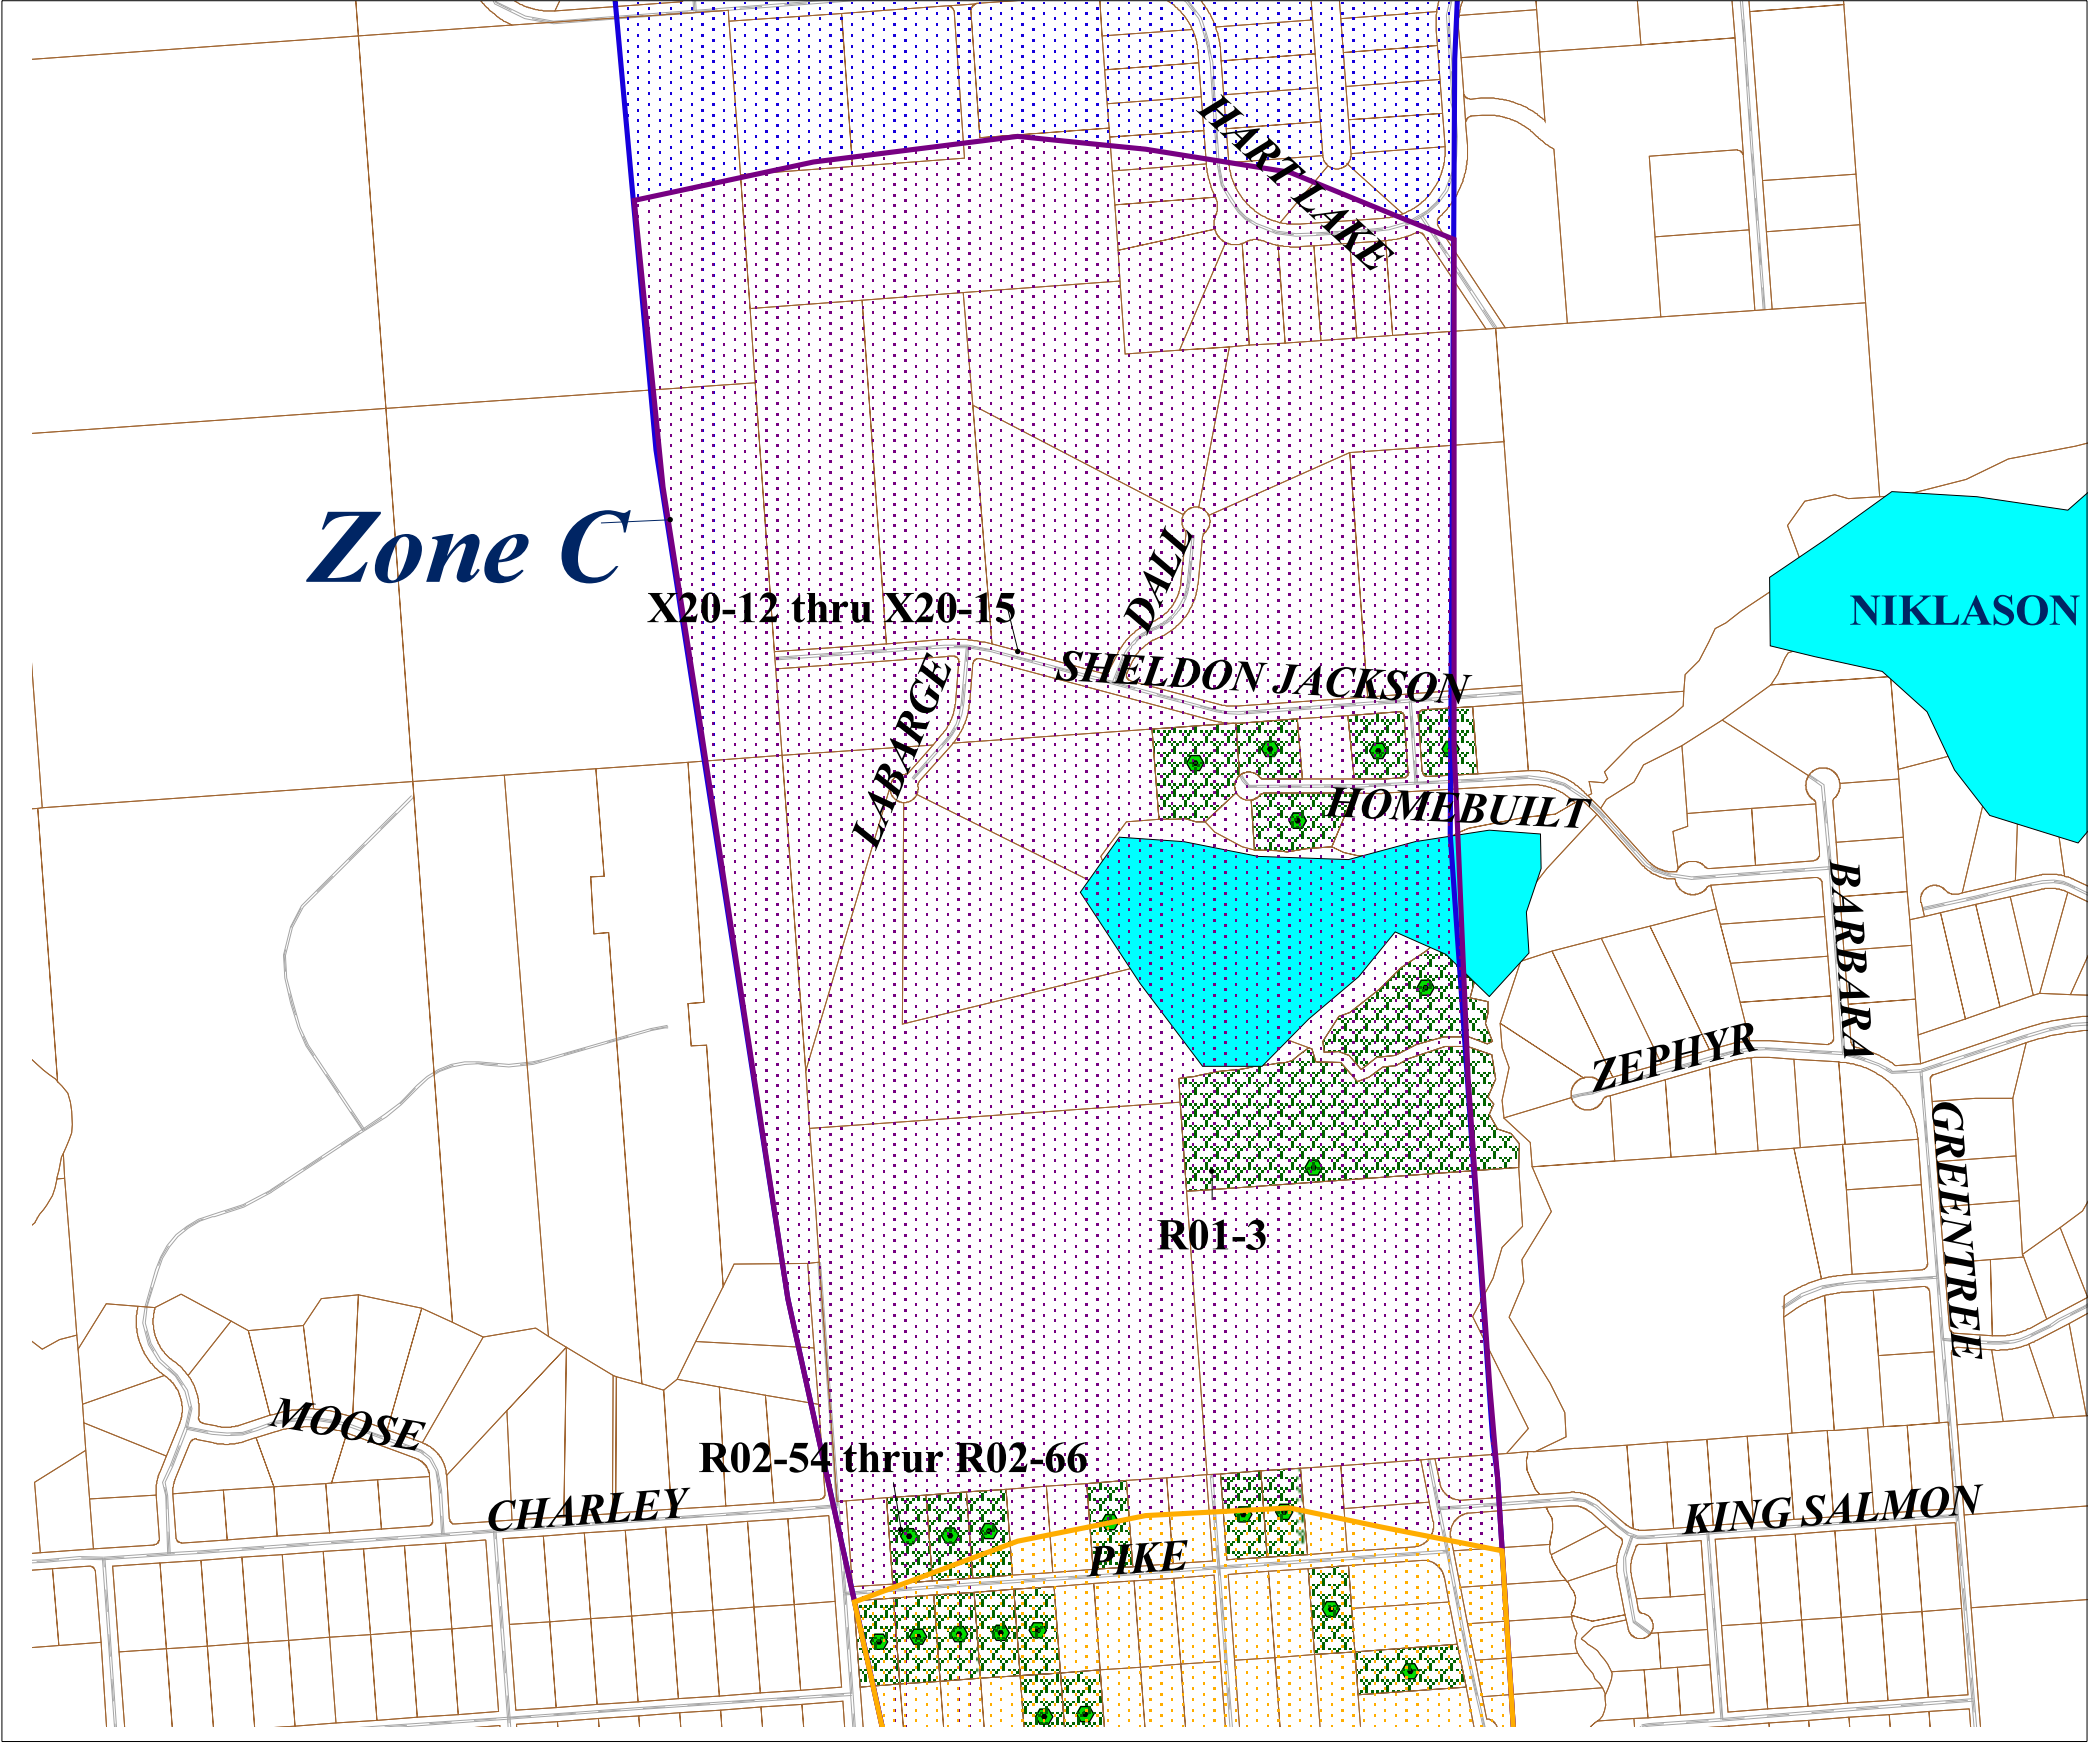 HART LAKE
Zone C
X20-12 thru X20-15
DALL
NIKLASON
SHELDON JACKSON
LABARGE
HOMEBUILT
BARBARA
ZEPHYR
GREENTREE
R01-3
MOOSE
R02-54 thrur R02-66
CHARLEY
KING SALMON
PIKE